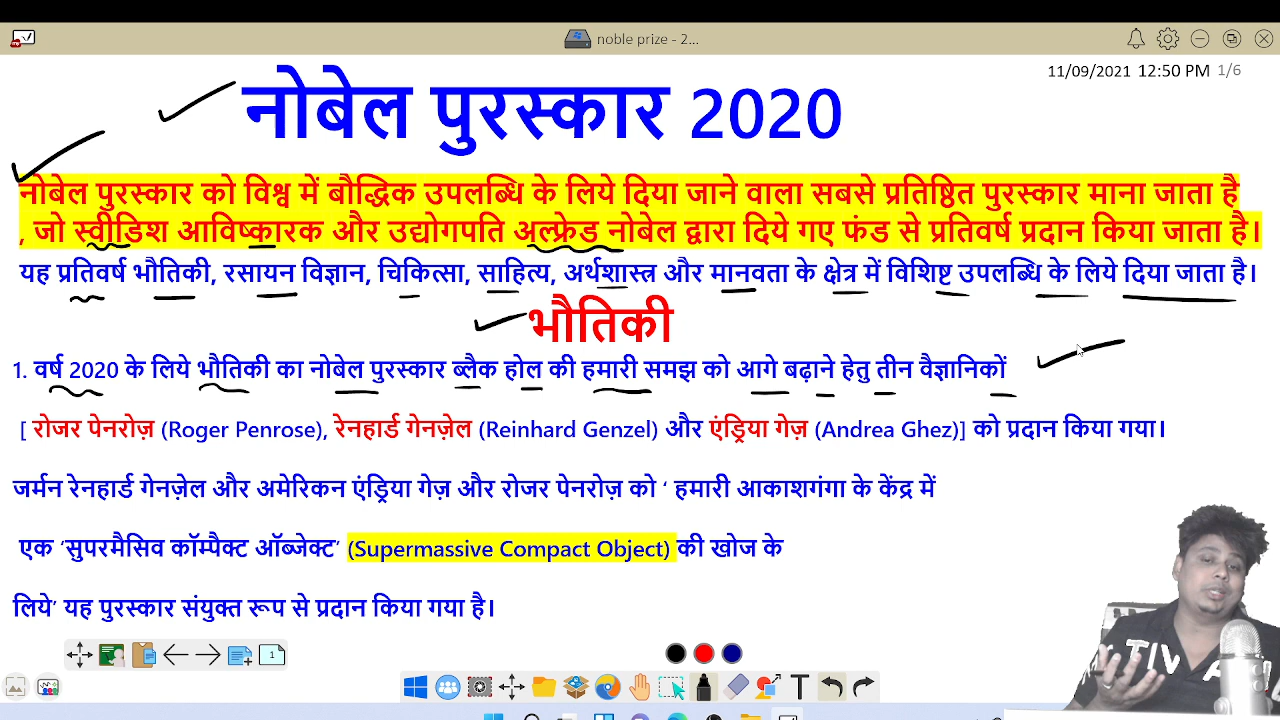 noble prize - 2...
11/09/2021 12:50 PM 1/6
नोबेल पुरस्कार 2020
नोबेल पुरस्कार को विश्व में बौद्धिक उपलब्धि के लिये दिया जाने वाला सबसे प्रतिष्ठित पुरस्कार माना जाता है
, जो स्वीडिश आविष्कारक और उद्योगपति अल्फ्रेड नोबेल द्वारा दिये गए फंड से प्रतिवर्ष प्रदान किया जाता है।
यह प्रतिवर्ष भौतिकी, रसायन विज्ञान, चिकित्सा, साहित्य, अर्थशास्त्र और मानवता के क्षेत्र में विशिष्ट उपलब्धि के लिये दिया जाता है।
भौतिकी
1. वर्ष 2020 के लिये भौतिकी का नोबेल पुरस्कार ब्लैक होल की हमारी समझ को आगे बढ़ाने हेतु तीन वैज्ञानिकों
[ रोजर पेनरोज़ (Roger Penrose), रेनहार्ड गेनज़ेल (Reinhard Genzel) और एंड्रिया गेज़ (Andrea Ghez)] को प्रदान किया गया।
जर्मन रेनहार्ड गेनज़ेल और अमेरिकन एंड्रिया गेज़ और रोजर पेनरोज़ को ‘ हमारी आकाशगंगा के केंद्र में
एक ‘सुपरमैसिव कॉम्पैक्ट ऑब्जेक्ट’ (Supermassive Compact Object) की खोज के
लिये’ यह पुरस्कार संयुक्त रूप से प्रदान किया गया है।
1
T